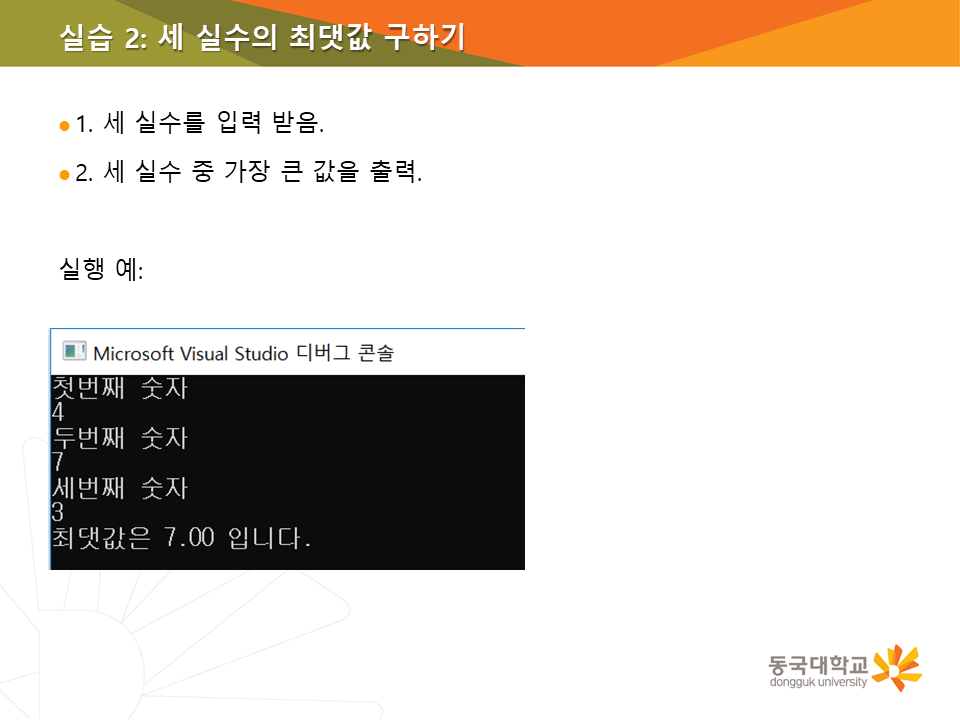 실습 2: 세 실수의 최댓값 구하기
1. 세 실수를 입력 받음.
2. 세 실수 중 가장 큰 값을 출력.
실행 예:
Microsoft Visual Studio 디버그 콘솔
첫번째 숫자
4
두번째 숫자
7
세번째 숫자
3
최댓값은 7.00 입니다.
동국대학교
dongguk university